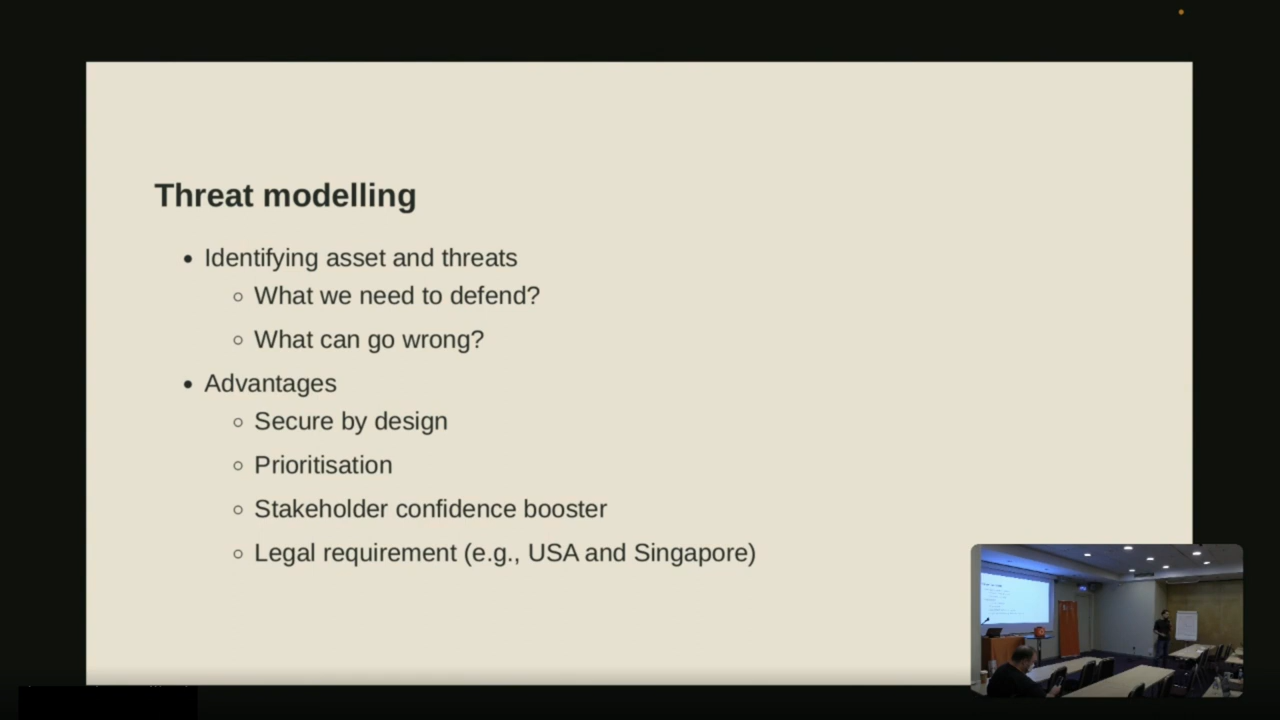 Threat modelling
• Identifying asset and threats
○ What we need to defend?
○ What can go wrong?
• Advantages
○ Secure by design
○ Prioritisation
○ Stakeholder confidence booster
○ Legal requirement (e.g., USA and Singapore)